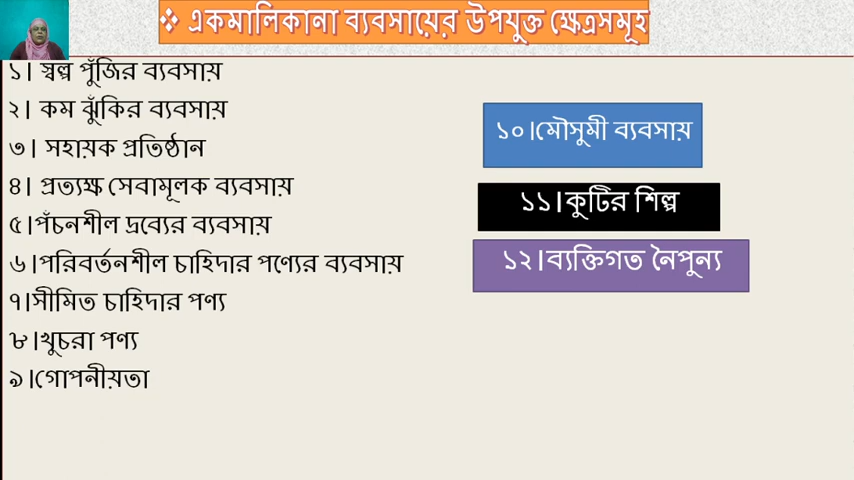 ❖ একমালিকানা ব্যবসায়ের উপযুক্ত ক্ষেত্রসমূহ
১। স্বল্প পুঁজির ব্যবসায়
২। কম ঝুঁকির ব্যবসায়
৩। সহায়ক প্রতিষ্ঠান
৪। প্রত্যক্ষ সেবামূলক ব্যবসায়
৫।পঁচনশীল দ্রব্যের ব্যবসায়
৬।পরিবর্তনশীল চাহিদার পণ্যের ব্যবসায়
৭।সীমিত চাহিদার পণ্য
৮।খুচরা পণ্য
৯।গোপনীয়তা
১০।মৌসুমী ব্যবসায়
১১।কুটির শিল্প
১২।ব্যক্তিগত নৈপুন্য